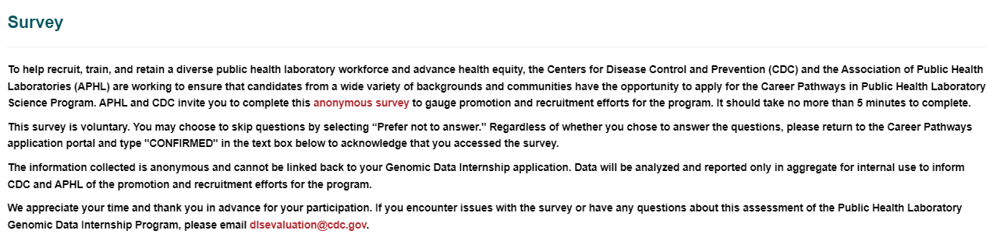 Survey
To help recruit, train, and retain a diverse public health laboratory workforce and advance health equity, the Centers for Disease Control and Prevention (CDC) and the Association of Public Health
Laboratories (APHL) are working to ensure that candidates from a wide variety of backgrounds and communities have the opportunity to apply for the Career Pathways in Public Health Laboratory
Science Program. APHL and CDC invite you to complete this anonymous survey to gauge promotion and recruitment efforts for the program. It should take no more than 5 minutes to complete.
This survey is voluntary. You may choose to skip questions by selecting “Prefer not to answer.” Regardless of whether you chose to answer the questions, please return to the Career Pathways
application portal and type "CONFIRMED" in the text box below to acknowledge that you accessed the survey.
The information collected is anonymous and cannot be linked back to your Genomic Data Internship application. Data will be analyzed and reported only in aggregate for internal use to inform
CDC and APHL of the promotion and recruitment efforts for the program.
We appreciate your time and thank you in advance for your participation. If you encounter issues with the survey or have any questions about this assessment of the Public Health Laboratory
Genomic Data Internship Program, please email dlsevaluation@cdc.gov.